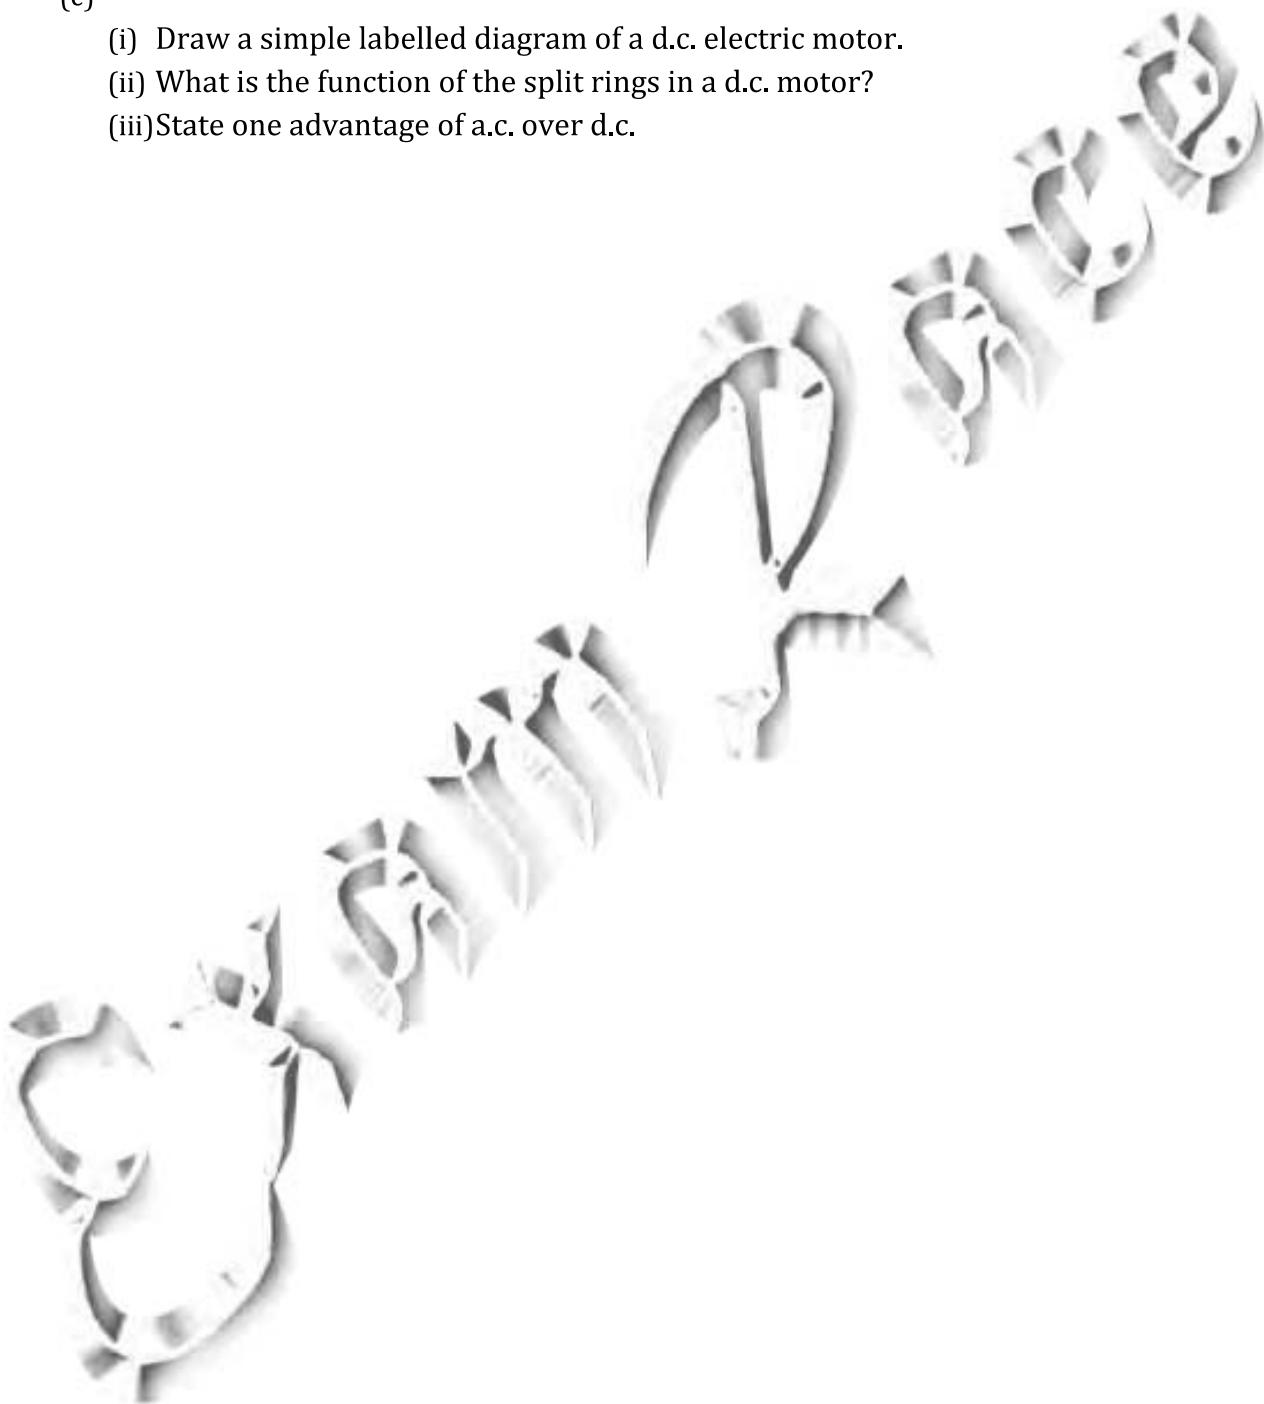 (i) Draw a simple labelled diagram of a d.c. electric motor.
(ii) What is the function of the split rings in a d.c. motor?
(iii)State one advantage of a.c. over d.c.